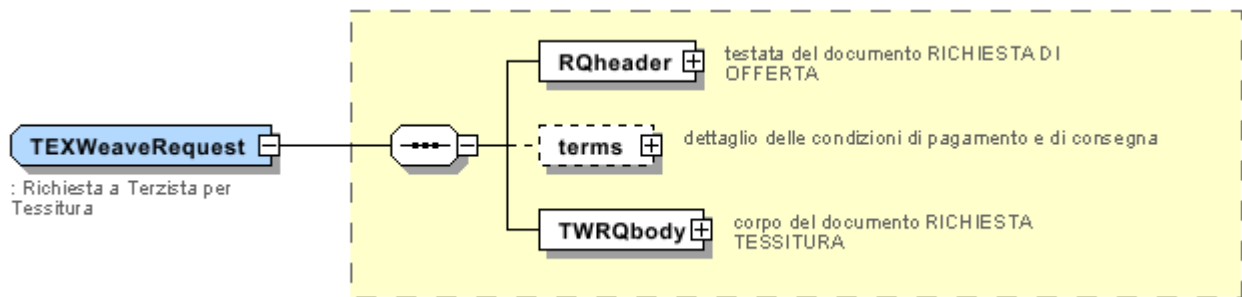 RQheader
testata del documento RICHIESTA DI
OFFERTA
TEXWeaveRequest
: Richiesta a Terzista per
Tessitura
terms
dettaglio delle condizioni di pagamento e di consegna
TWRQbody
corpo del documento RICHIESTA
TESSITURA